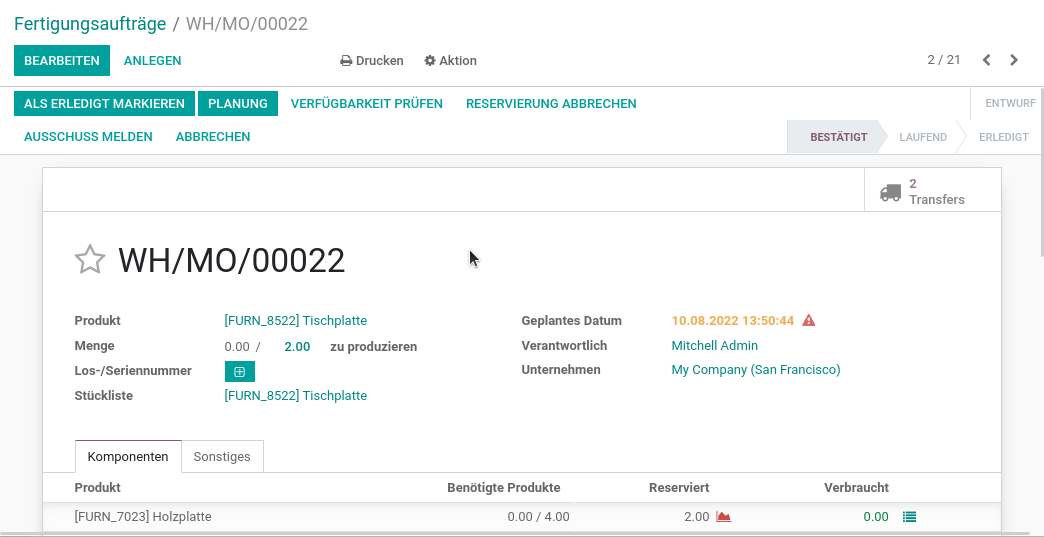 Fertigungsaufträge / WH/MO/00022
BEARBEITEN ANLEGEN Drucken Aktion 2 / 21
ALS ERLEDIGT MARKIEREN PLANUNG VERFÜGBARKEIT PRÜFEN RESERVIERUNG ABBRECHEN ENTWURF
AUSSCHUSS MELDEN ABBRECHEN BESTÄTIGT LAUFEND ERLEDIGT
2
Transfers
WH/MO/00022
Produkt [FURN_8522] Tischplatte Geplantes Datum 10.08.2022 13:50:44
Menge 0.00 / 2.00 zu produzieren Verantwortlich Mitchell Admin
Los-/Seriennummer Unternehmen My Company (San Francisco)
Stückliste [FURN_8522] Tischplatte
Komponenten Sonstiges
Produkt Benötigte Produkte Reserviert Verbraucht
[FURN_7023] Holzplatte 0.00 / 4.00 2.00 0.00